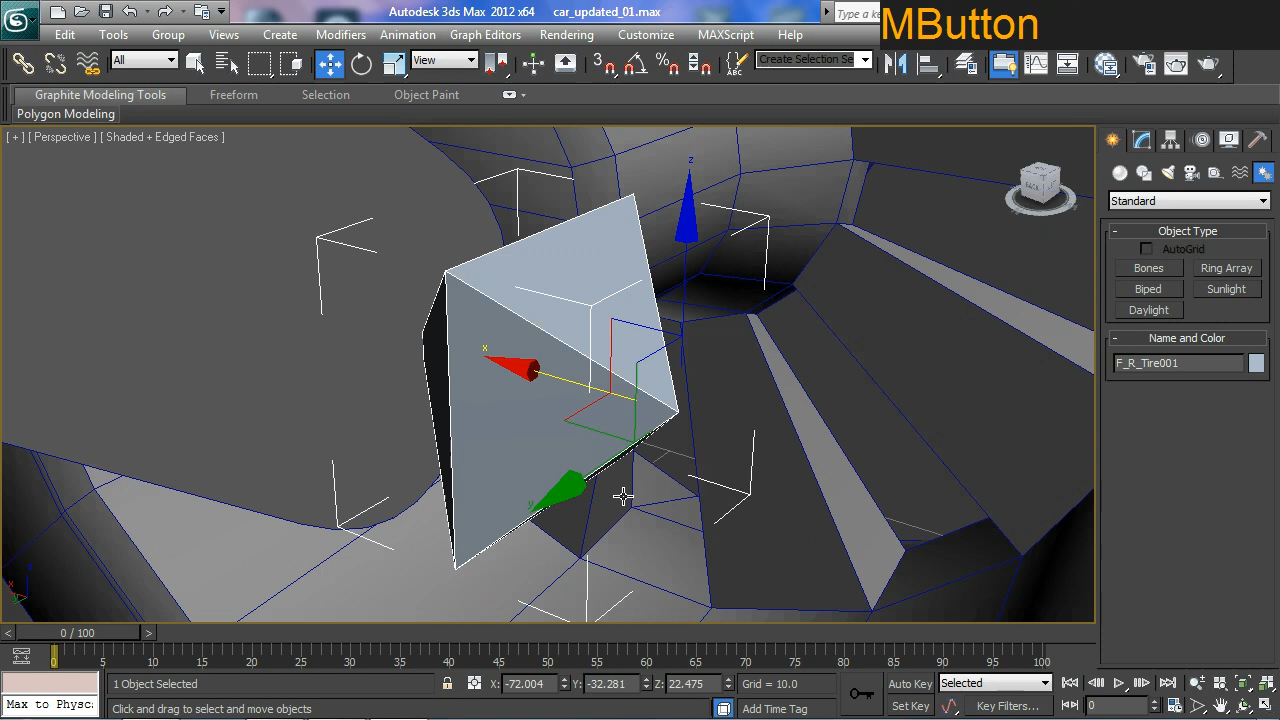 Autodesk 3ds Max 2012 x64 car_updated_01.max
Type a ke
MButton
Edit Tools Group Views Create Modifiers Animation Graph Editors Rendering Customize MAXScript Help
All View Create Selection Se
3 % ABC
Graphite Modeling Tools Freeform Selection Object Paint
Polygon Modeling
[ + ] [ Perspective ] [ Shaded + Edged Faces ]
BACK
Standard
- Object Type
AutoGrid
Bones Ring Array
Biped Sunlight
Daylight
- Name and Color
F_R_Tire001
z
x
y
x
< 0 / 100 >
0 5 10 15 20 25 30 35 40 45 50 55 60 65 70 75 80 85 90 95 100
1 Object Selected X: -72.004 Y: -32.281 Z: 22.475 Grid = 10.0 Auto Key Selected
Max to Physc: Click and drag to select and move objects Add Time Tag Set Key Key Filters... 0